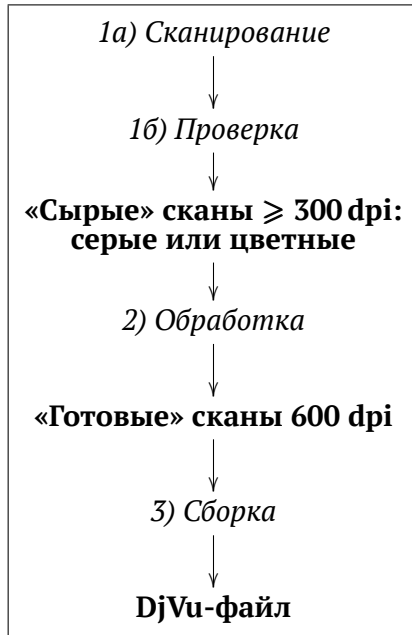 1а) Сканирование
1б) Проверка
«Сырые» сканы ⩾ 300 dpi:
серые или цветные
2) Обработка
«Готовые» сканы 600 dpi
3) Сборка
DjVu-файл